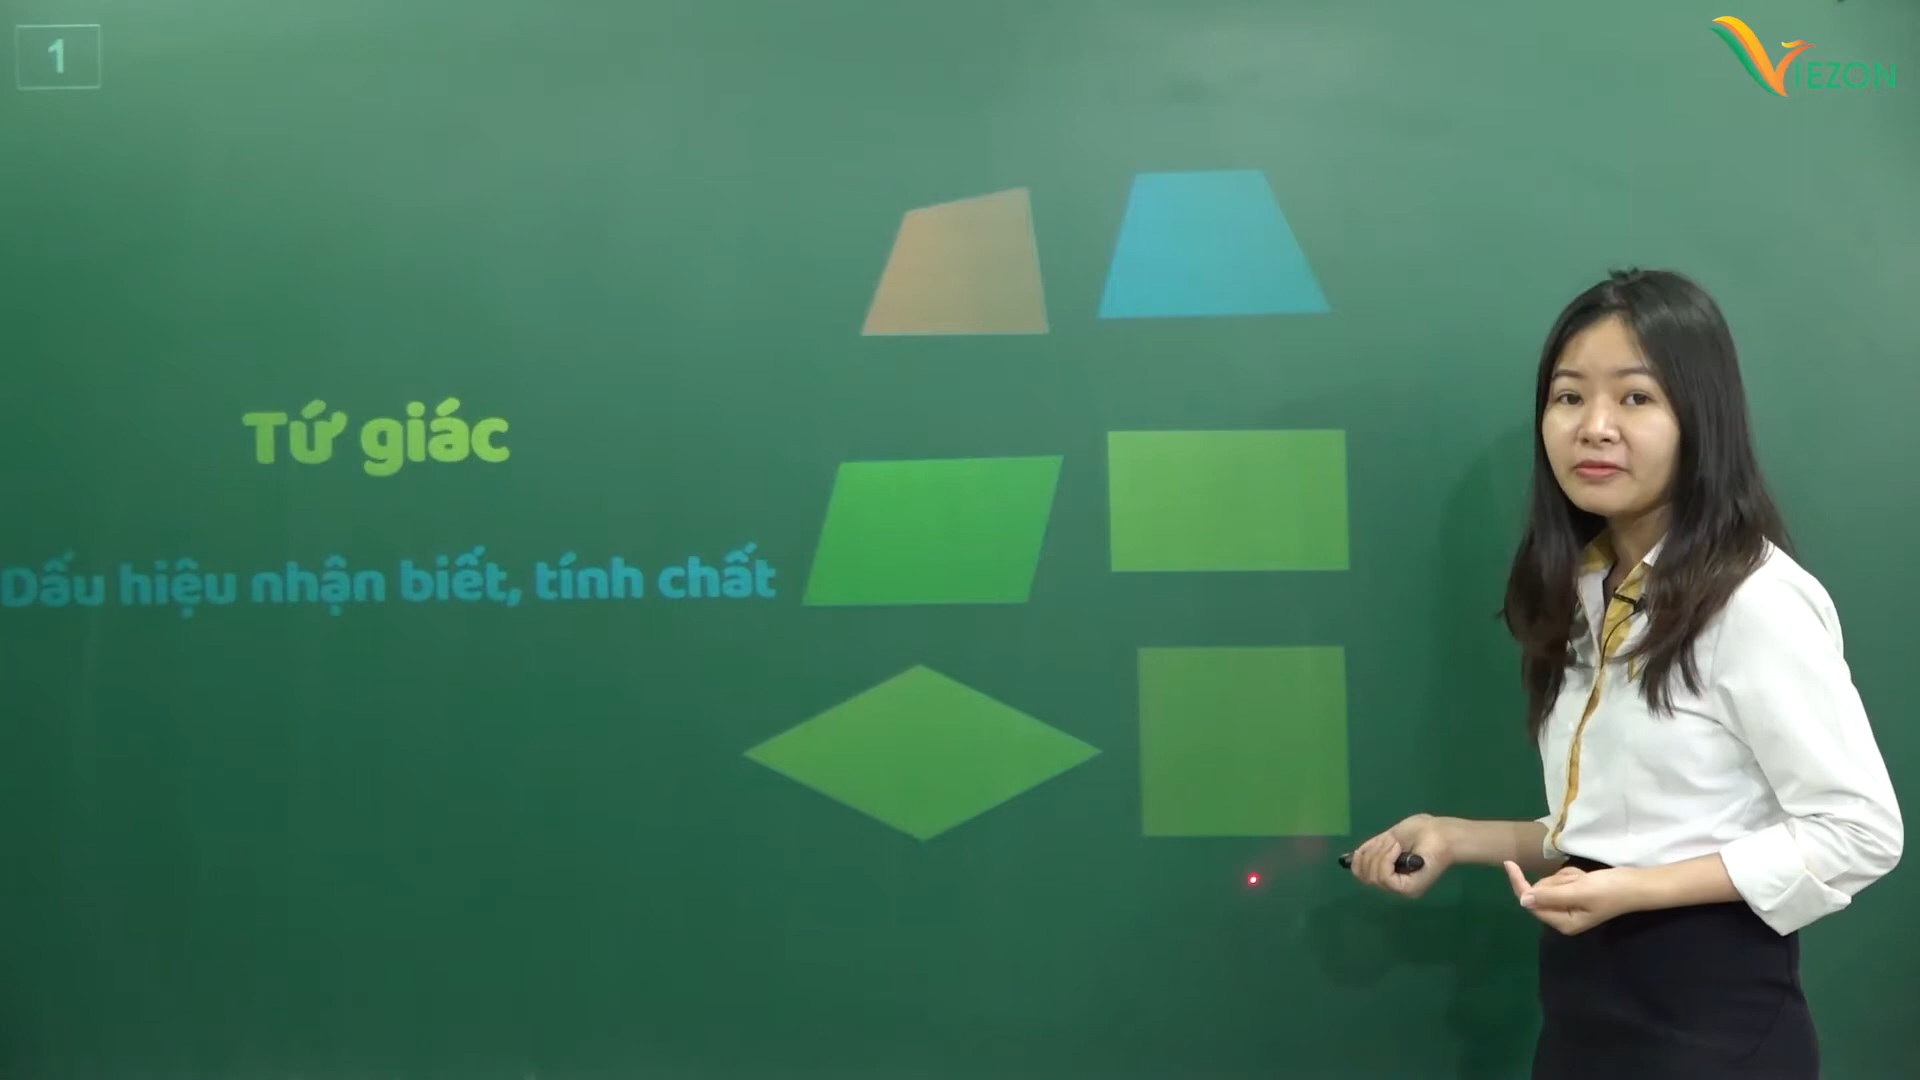 1
VIEZON
Tứ giác
Dấu hiệu nhận biết, tính chất